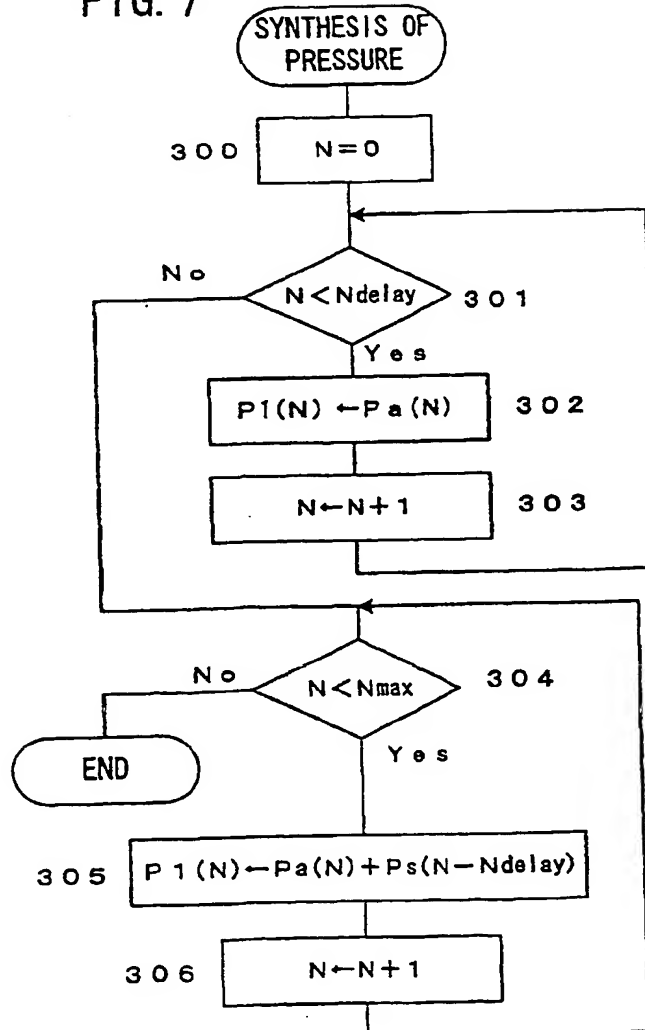 FIG. 7
SYNTHESIS OF
PRESSURE
300
N=0
No
N<Ndelay
301
Yes
P1(N)←Pa(N)
302
N←N+1
303
No
N<Nmax
304
END
Yes
305
P1(N)←Pa(N)+Ps(N-Ndelay)
306
N←N+1